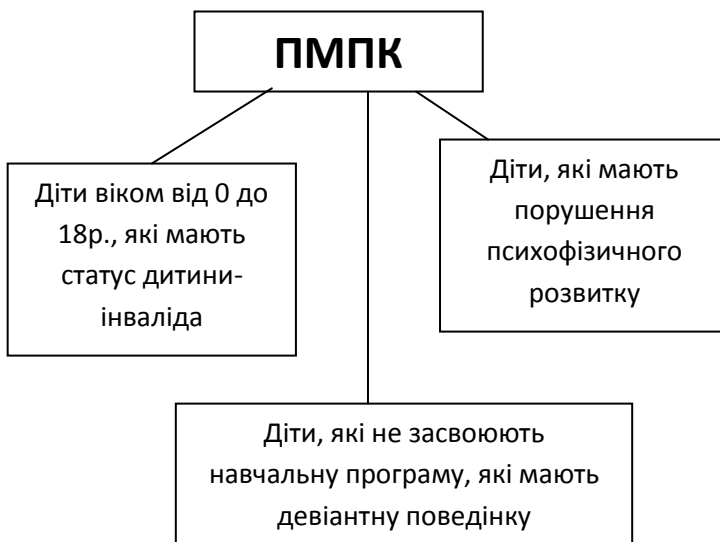 ПМПК
Діти віком від 0 до
18р., які мають
статус дитини-
інваліда
Діти, які мають
порушення
психофізичного
розвитку
Діти, які не засвоюють
навчальну програму, які мають
девіантну поведінку